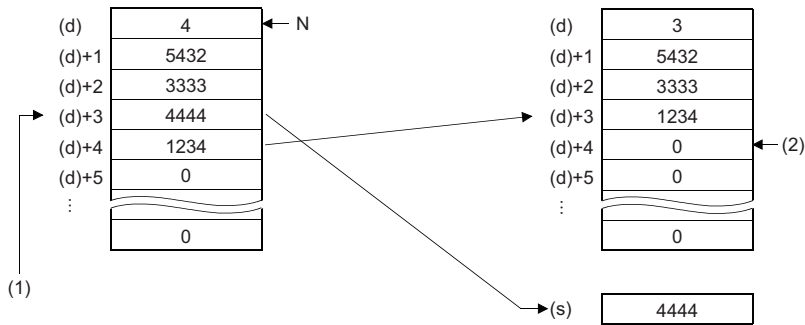 (d) 4 N
(d)+1 5432
(d)+2 3333
(d)+3 4444
(d)+4 1234
(d)+5 0
⋮
0
(1)
(d) 3
(d)+1 5432
(d)+2 3333
(d)+3 1234
(d)+4 0 (2)
(d)+5 0
⋮
0
(s) 4444